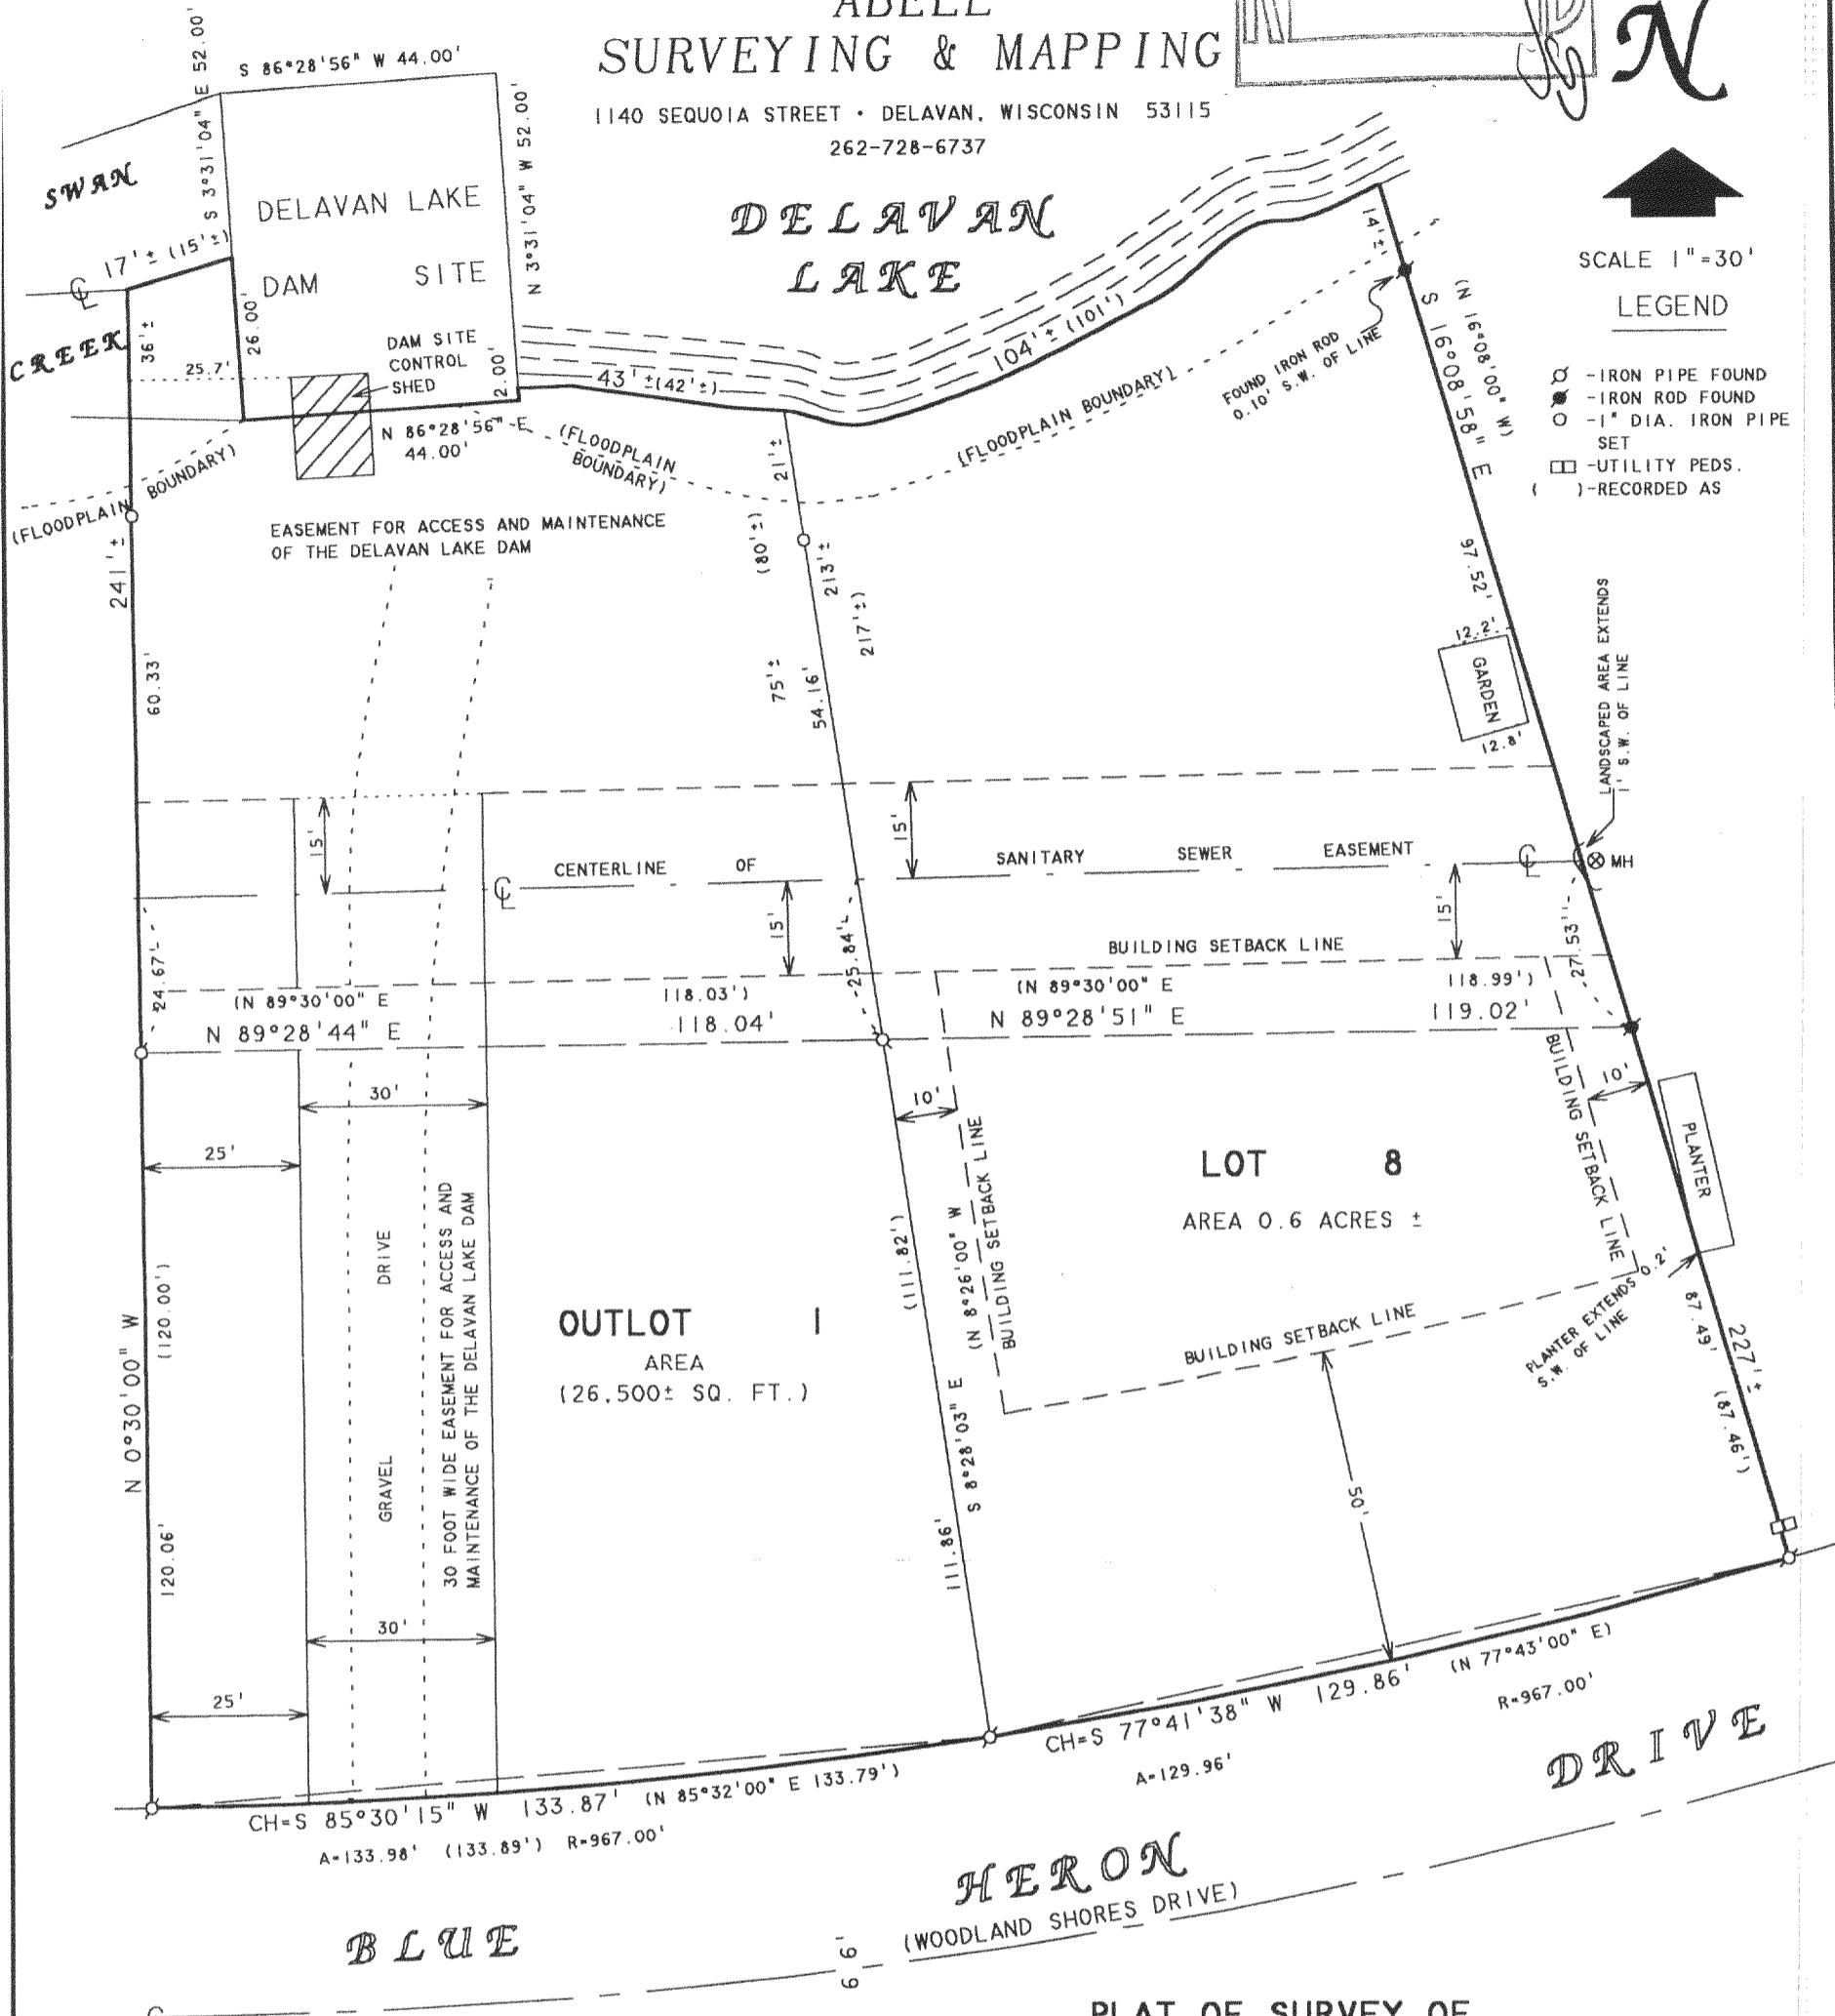 ABELL
SURVEYING & MAPPING
1140 SEQUOIA STREET • DELAVAN, WISCONSIN 53115
262-728-6737
N
SCALE 1"=30'
LEGEND
-IRON PIPE FOUND
-IRON ROD FOUND
-1" DIA. IRON PIPE
SET
-UTILITY PEDS.
( )-RECORDED AS
S 86°28'56" W 44.00'
S 3°31'04" E 52.00'
N 3°31'04" W 52.00'
SWAN
CREEK
DELAVAN LAKE
DAM SITE
DAM SITE
CONTROL
SHED
DELAVAN
LAKE
17'± (15'±)
36'±
26.00'
25.7'
2.00'
N 86°28'56" E
44.00'
43'±(42'±)
104'± (101')
14'±
(FLOODPLAIN BOUNDARY)
(FLOODPLAIN
BOUNDARY)
(FLOODPLAIN BOUNDARY)
FOUND IRON ROD
0.10' S.W. OF LINE
(N 16°08'00" W)
S 16°08'58" E
97.52'
EASEMENT FOR ACCESS AND MAINTENANCE
OF THE DELAVAN LAKE DAM
241'±
60.33'
21'±
(80'±)
213'±
217'±)
75'±
54.16'
12.2'
GARDEN
12.8'
LANDSCAPED AREA EXTENDS
1' S.W. OF LINE
15'
15'
15'
15'
CENTERLINE OF SANITARY SEWER EASEMENT
MH
24.67'
25.84'
27.53'
BUILDING SETBACK LINE
(N 89°30'00" E 118.03')
N 89°28'44" E 118.04'
(N 89°30'00" E 118.99')
N 89°28'51" E 119.02'
30'
25'
10'
10'
BUILDING SETBACK LINE
PLANTER
LOT 8
AREA 0.6 ACRES ±
GRAVEL DRIVE
30 FOOT WIDE EASEMENT FOR ACCESS AND
MAINTENANCE OF THE DELAVAN LAKE DAM
OUTLOT 1
AREA
(26,500± SQ. FT.)
N 0°30'00" W
(120.00')
120.06'
(111.82')
111.86'
S 8°28'03" E
(N 8°26'00" W
BUILDING SETBACK LINE
BUILDING SETBACK LINE
50'
PLANTER EXTENDS 0.2'
S.W. OF LINE
87.49'
227'±
(87.46')
30'
25'
CH=S 85°30'15" W 133.87' (N 85°32'00" E 133.79')
A=133.98' (133.89') R=967.00'
CH=S 77°41'38" W 129.86' (N 77°43'00" E)
A=129.96'
R=967.00'
BLUE HERON DRIVE
(WOODLAND SHORES DRIVE)
66'
PLAT OF SURVEY OF